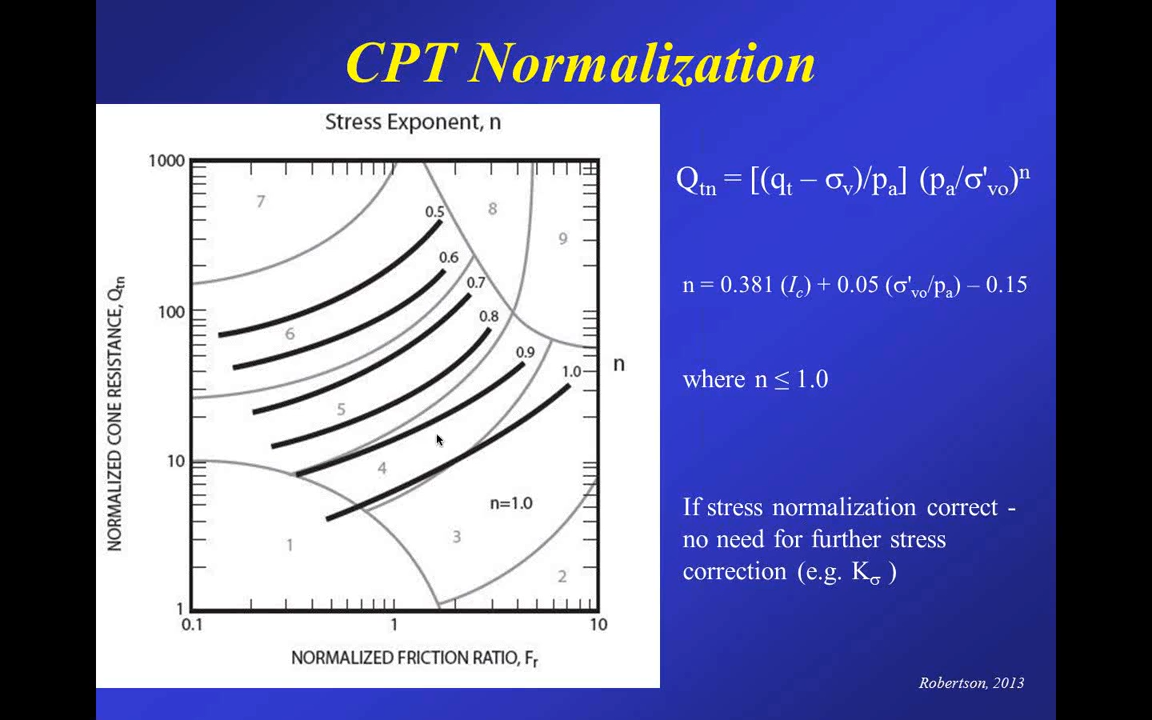 CPT Normalization
Stress Exponent, n
1000
100
10
1
0.1
1
10
NORMALIZED CONE RESISTANCE, Qtn
NORMALIZED FRICTION RATIO, Fr
7
8
9
6
5
4
3
2
1
0.5
0.6
0.7
0.8
0.9
1.0
n
n=1.0
Qtn = [(qt – σv)/pa] (pa/σ'vo)n
n = 0.381 (Ic) + 0.05 (σ'vo/pa) – 0.15
where n ≤ 1.0
If stress normalization correct -
no need for further stress
correction (e.g. Kσ )
Robertson, 2013